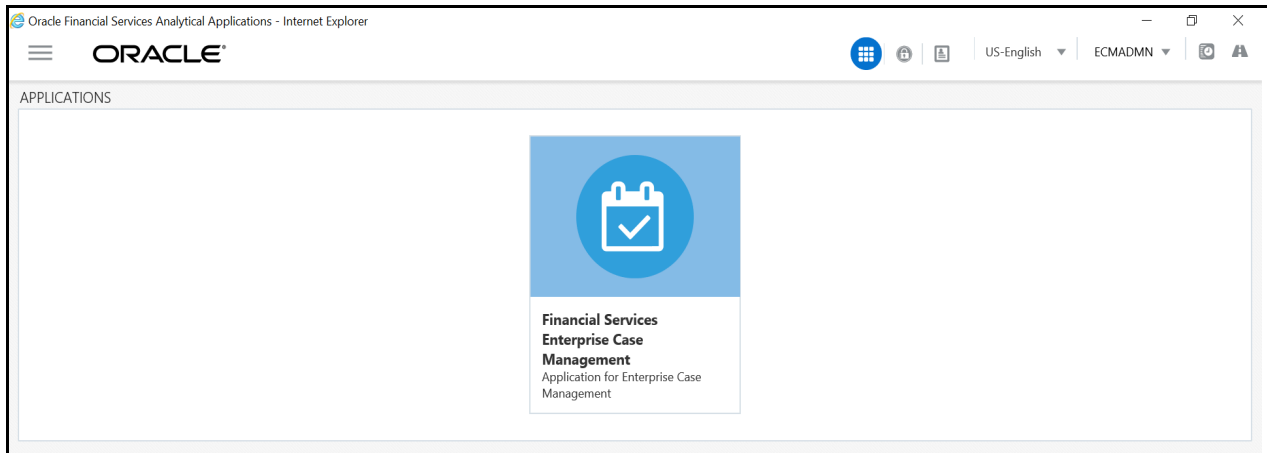 Oracle Financial Services Analytical Applications - Internet Explorer
ORACLE
US-English
ECMADMN
APPLICATIONS
Financial Services
Enterprise Case
Management
Application for Enterprise Case
Management